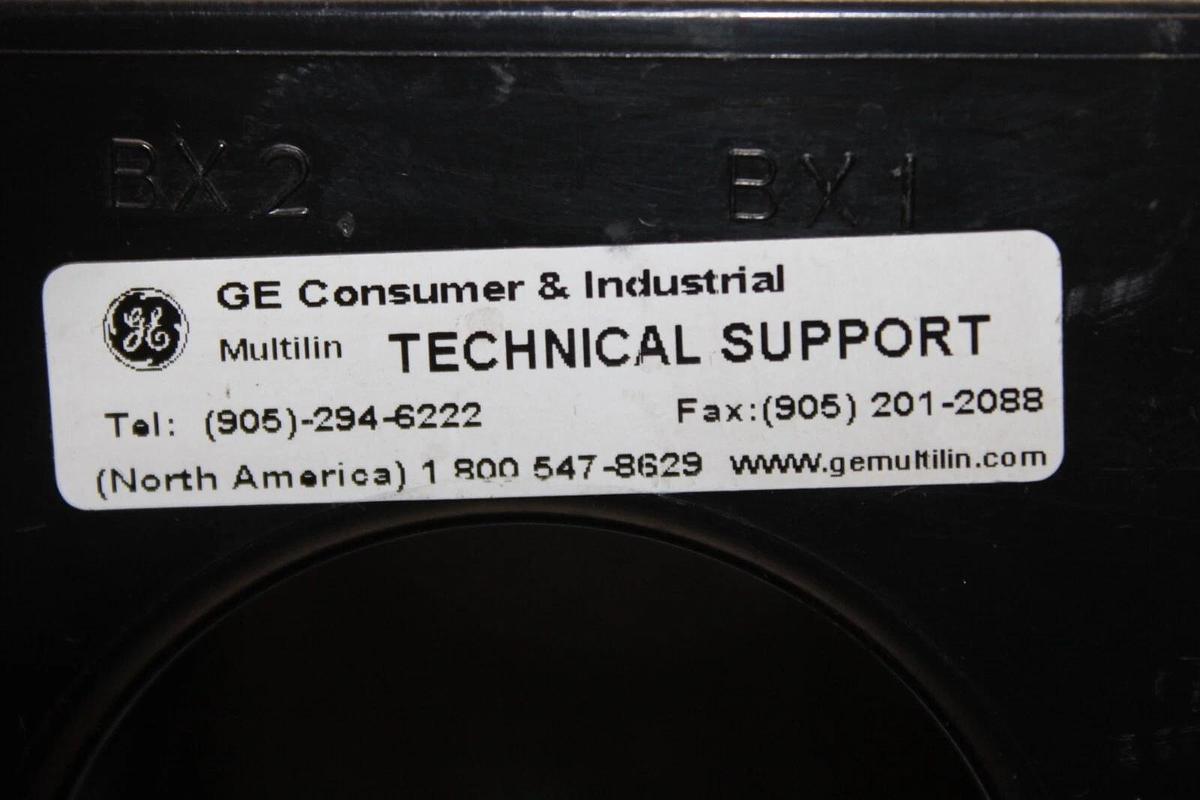 BX2 BX1
GE GE Consumer & Industrial
Multilin TECHNICAL SUPPORT
Tel: (905)-294-6222 Fax:(905) 201-2088
(North America) 1 800 547-8629 www.gemultilin.com